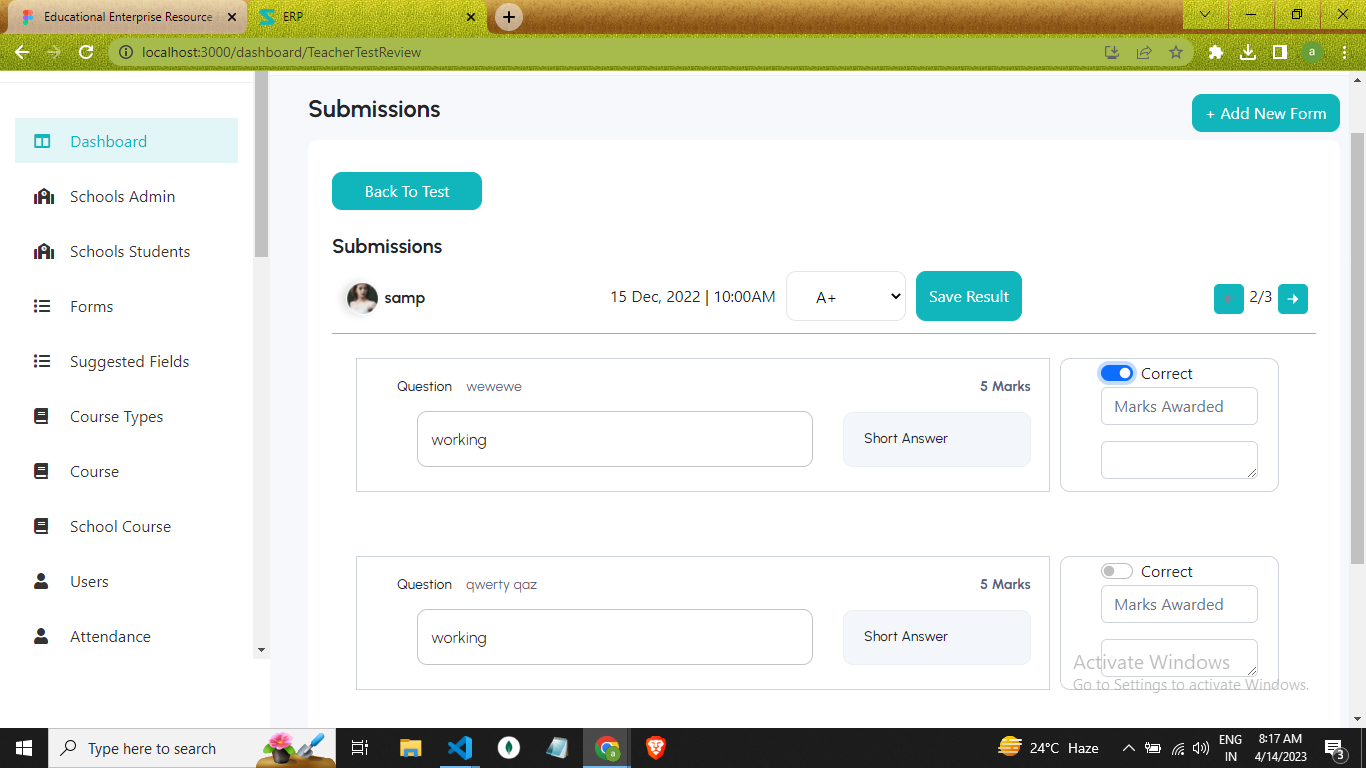 Educational Enterprise Resource
ERP
localhost:3000/dashboard/TeacherTestReview
a
Dashboard
Schools Admin
Schools Students
Forms
Suggested Fields
Course Types
Course
School Course
Users
Attendance
Submissions
+ Add New Form
Back To Test
Submissions
samp
15 Dec, 2022 | 10:00AM
A+
Save Result
2/3
Question wewewe 5 Marks
working
Short Answer
Correct
Marks Awarded
Question qwerty qaz 5 Marks
working
Short Answer
Correct
Marks Awarded
Activate Windows
Go to Settings to activate Windows.
Type here to search
a
24°C Haze
ENG
IN
8:17 AM
4/14/2023
3